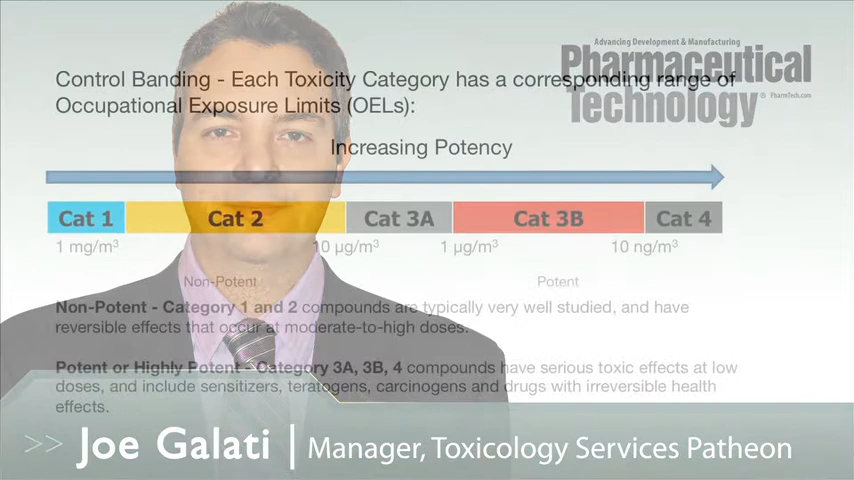 Advancing Development & Manufacturing
Pharmaceutical
Technology®
PharmTech.com
Control Banding - Each Toxicity Category has a corresponding range of
Occupational Exposure Limits (OELs):
Increasing Potency
Cat 1 Cat 2 Cat 3A Cat 3B Cat 4
1 mg/m³ 10 µg/m³ 1 µg/m³ 10 ng/m³
Non-Potent Potent
Non-Potent - Category 1 and 2 compounds are typically very well studied, and have
reversible effects that occur at moderate-to-high doses.
Potent or Highly Potent - Category 3A, 3B, 4 compounds have serious toxic effects at low
doses, and include sensitizers, teratogens, carcinogens and drugs with irreversible health
effects.
>> Joe Galati | Manager, Toxicology Services Patheon